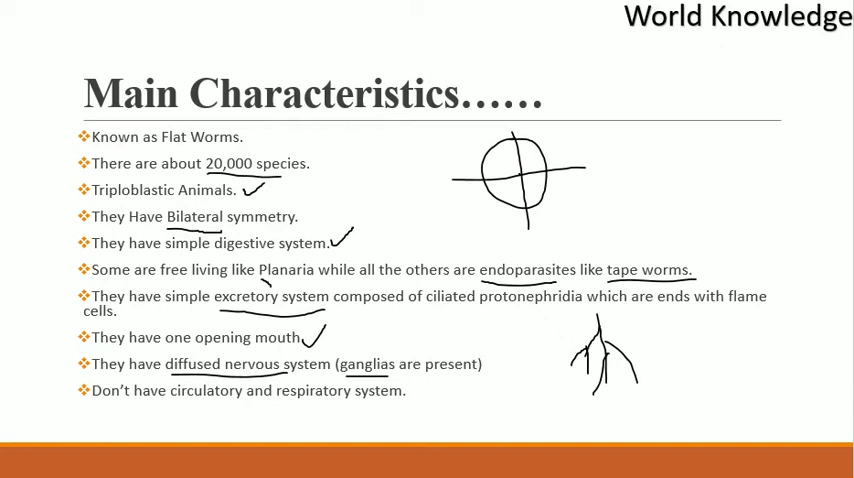 World Knowledge
Main Characteristics……
❖Known as Flat Worms.
❖There are about 20,000 species.
❖Triploblastic Animals.
❖They Have Bilateral symmetry.
❖They have simple digestive system.
❖Some are free living like Planaria while all the others are endoparasites like tape worms.
❖They have simple excretory system composed of ciliated protonephridia which are ends with flame
cells.
❖They have one opening mouth
❖They have diffused nervous system (ganglias are present)
❖Don't have circulatory and respiratory system.